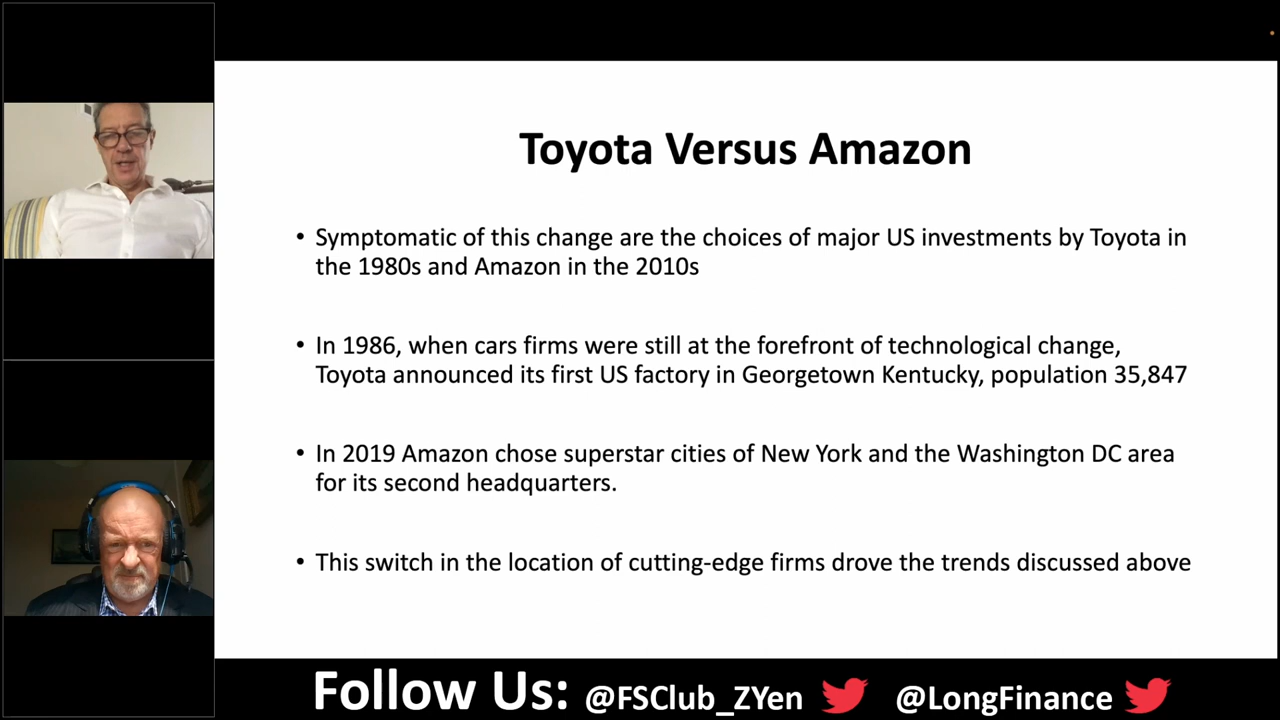 Toyota Versus Amazon
• Symptomatic of this change are the choices of major US investments by Toyota in
the 1980s and Amazon in the 2010s
• In 1986, when cars firms were still at the forefront of technological change,
Toyota announced its first US factory in Georgetown Kentucky, population 35,847
• In 2019 Amazon chose superstar cities of New York and the Washington DC area
for its second headquarters.
• This switch in the location of cutting-edge firms drove the trends discussed above
Follow Us: @FSClub_ZYen @LongFinance